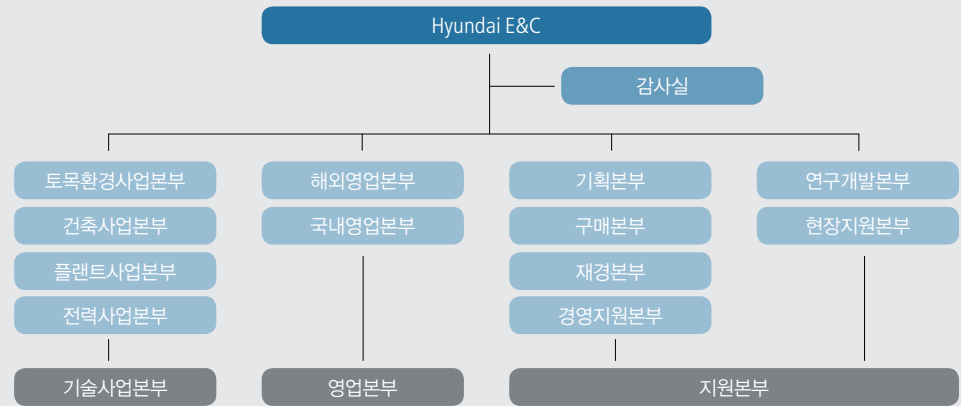 Hyundai E&C
감사실
토목환경사업본부
건축사업본부
플랜트사업본부
전력사업본부
해외영업본부
국내영업본부
기획본부
구매본부
재경본부
경영지원본부
연구개발본부
현장지원본부
기술사업본부
영업본부
지원본부